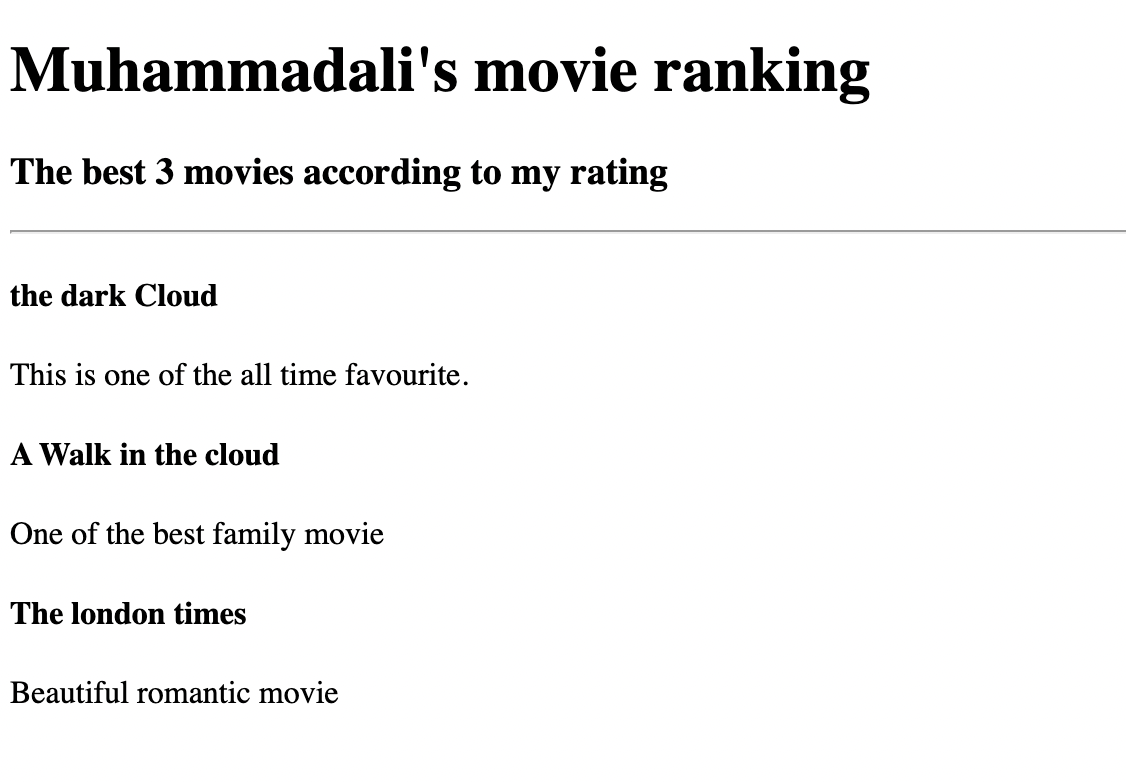 Muhammadali's movie ranking
The best 3 movies according to my rating
the dark Cloud
This is one of the all time favourite.
A Walk in the cloud
One of the best family movie
The london times
Beautiful romantic movie